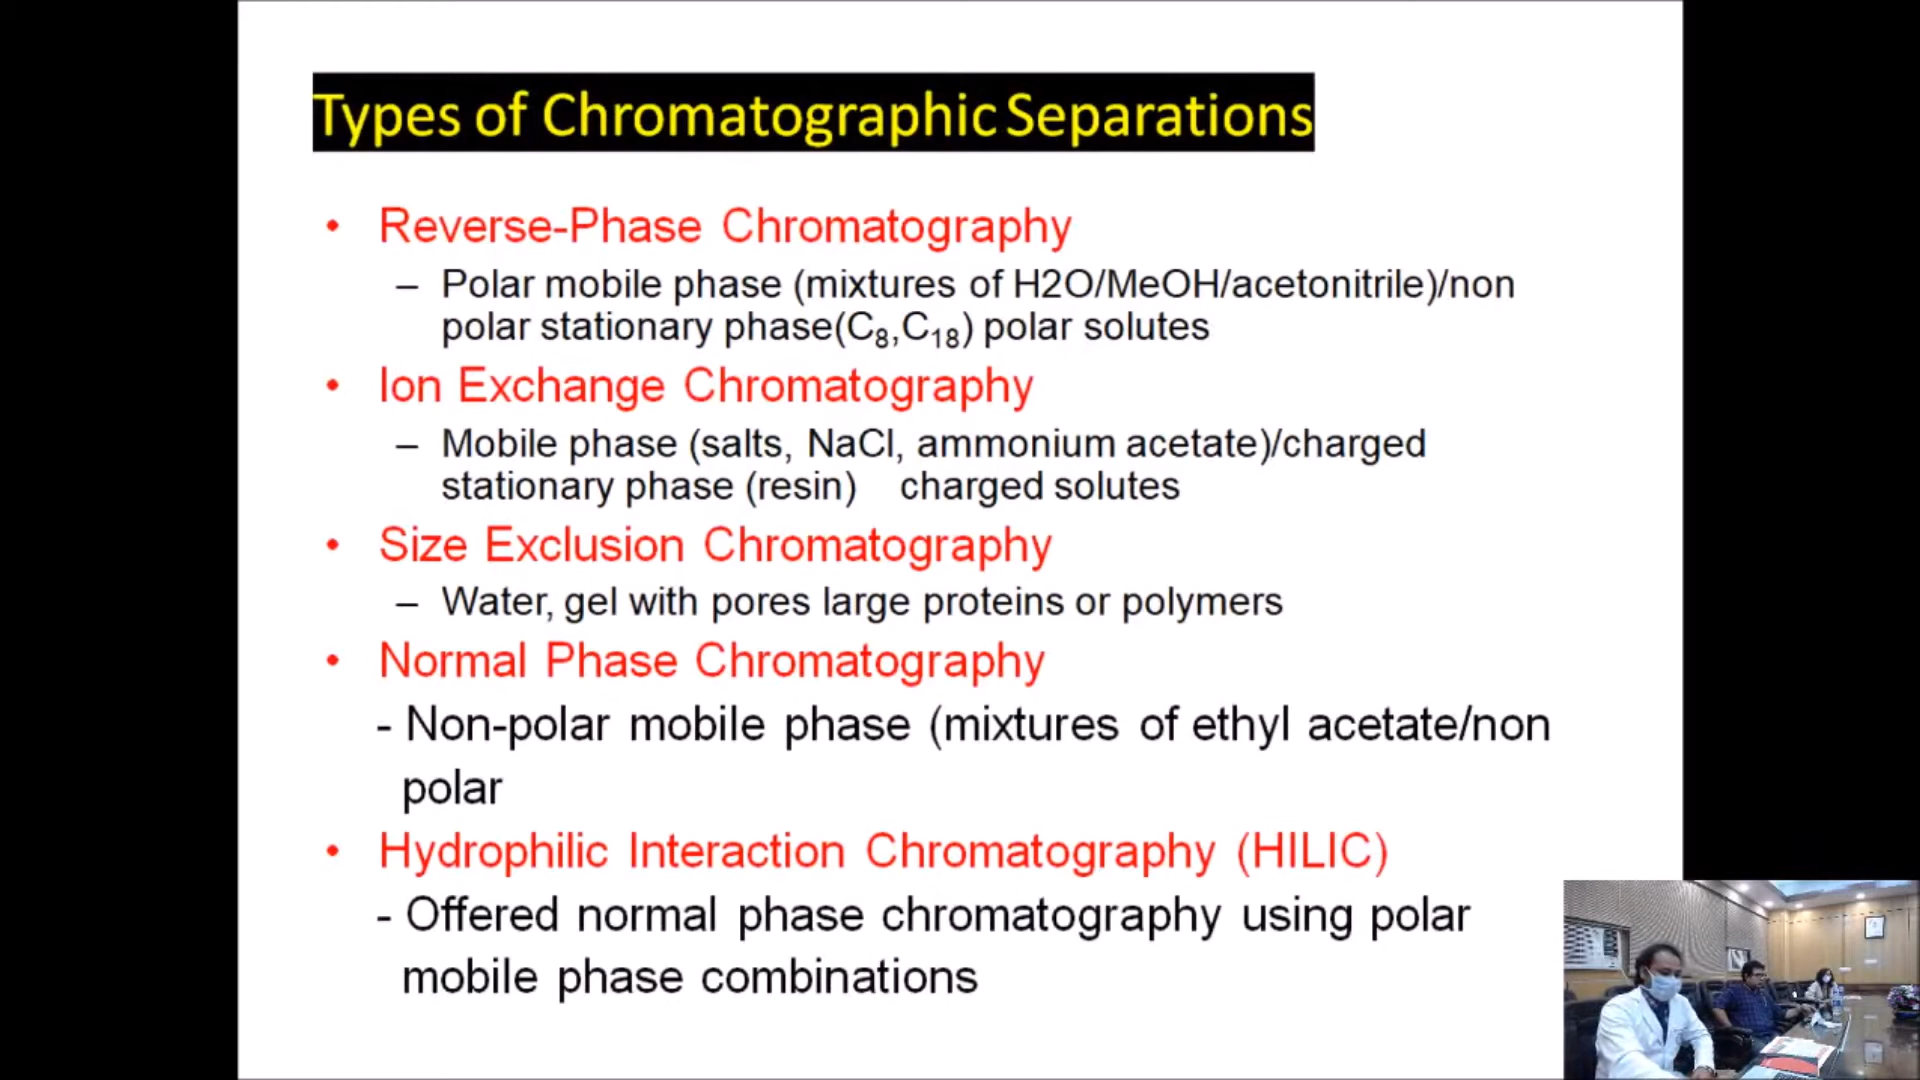 Types of Chromatographic Separations
• Reverse-Phase Chromatography
– Polar mobile phase (mixtures of H2O/MeOH/acetonitrile)/non
polar stationary phase(C₈,C₁₈) polar solutes
• Ion Exchange Chromatography
– Mobile phase (salts, NaCl, ammonium acetate)/charged
stationary phase (resin) charged solutes
• Size Exclusion Chromatography
– Water, gel with pores large proteins or polymers
• Normal Phase Chromatography
- Non-polar mobile phase (mixtures of ethyl acetate/non
polar
• Hydrophilic Interaction Chromatography (HILIC)
- Offered normal phase chromatography using polar
mobile phase combinations